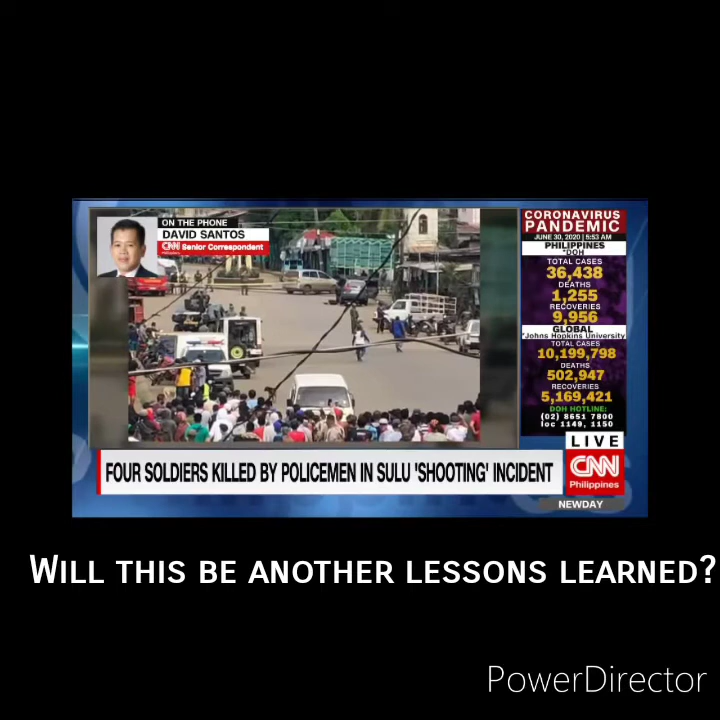 ON THE PHONE
DAVID SANTOS
CNN Senior Correspondent
Philippines
CORONAVIRUS
PANDEMIC
JUNE 30, 2020 | 5:53 AM
PHILIPPINES
*DOH
TOTAL CASES
36,438
DEATHS
1,255
RECOVERIES
9,956
GLOBAL
*Johns Hopkins University
TOTAL CASES
10,199,798
DEATHS
502,947
RECOVERIES
5,169,421
DOH HOTLINE:
(02) 8651 7800
loc 1149, 1150
LIVE
CNN
Philippines
FOUR SOLDIERS KILLED BY POLICEMEN IN SULU 'SHOOTING' INCIDENT
NEWDAY
WILL THIS BE ANOTHER LESSONS LEARNED?
PowerDirector